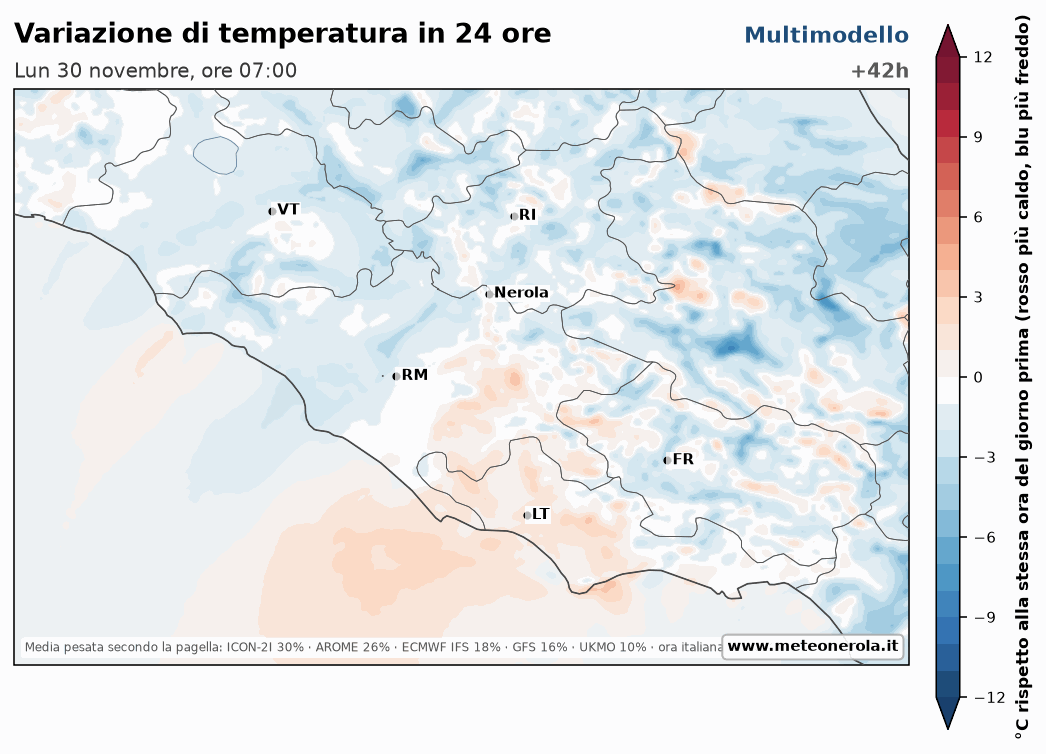 Variazione di temperatura in 24 ore
Multimodello
Lun 30 novembre, ore 07:00
+42h
VT
RI
Nerola
RM
FR
LT
Media pesata secondo la pagella: ICON-2I 30% · AROME 26% · ECMWF IFS 18% · GFS 16% · UKMO 10% · ora italiana
www.meteonerola.it
12
9
6
3
0
−3
−6
−9
−12
°C rispetto alla stessa ora del giorno prima (rosso più caldo, blu più freddo)